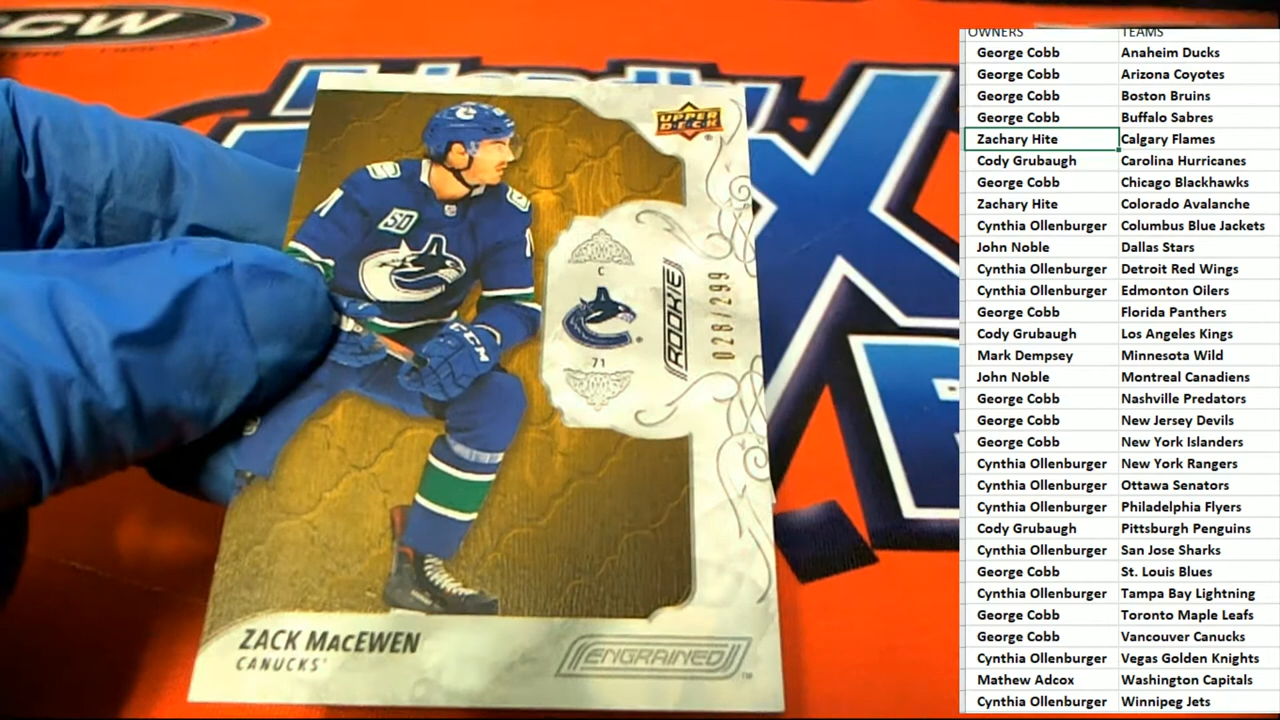 CW
UPPER
DECK
50
C
ROOKIE
028/299
71
CCM
ZACK MacEWEN
CANUCKS
ENGRAINED
TM
OWNERS TEAMS
George Cobb Anaheim Ducks
George Cobb Arizona Coyotes
George Cobb Boston Bruins
George Cobb Buffalo Sabres
Zachary Hite Calgary Flames
Cody Grubaugh Carolina Hurricanes
George Cobb Chicago Blackhawks
Zachary Hite Colorado Avalanche
Cynthia Ollenburger Columbus Blue Jackets
John Noble Dallas Stars
Cynthia Ollenburger Detroit Red Wings
Cynthia Ollenburger Edmonton Oilers
George Cobb Florida Panthers
Cody Grubaugh Los Angeles Kings
Mark Dempsey Minnesota Wild
John Noble Montreal Canadiens
George Cobb Nashville Predators
George Cobb New Jersey Devils
George Cobb New York Islanders
Cynthia Ollenburger New York Rangers
Cynthia Ollenburger Ottawa Senators
Cynthia Ollenburger Philadelphia Flyers
Cody Grubaugh Pittsburgh Penguins
Cynthia Ollenburger San Jose Sharks
George Cobb St. Louis Blues
Cynthia Ollenburger Tampa Bay Lightning
George Cobb Toronto Maple Leafs
George Cobb Vancouver Canucks
Cynthia Ollenburger Vegas Golden Knights
Mathew Adcox Washington Capitals
Cynthia Ollenburger Winnipeg Jets